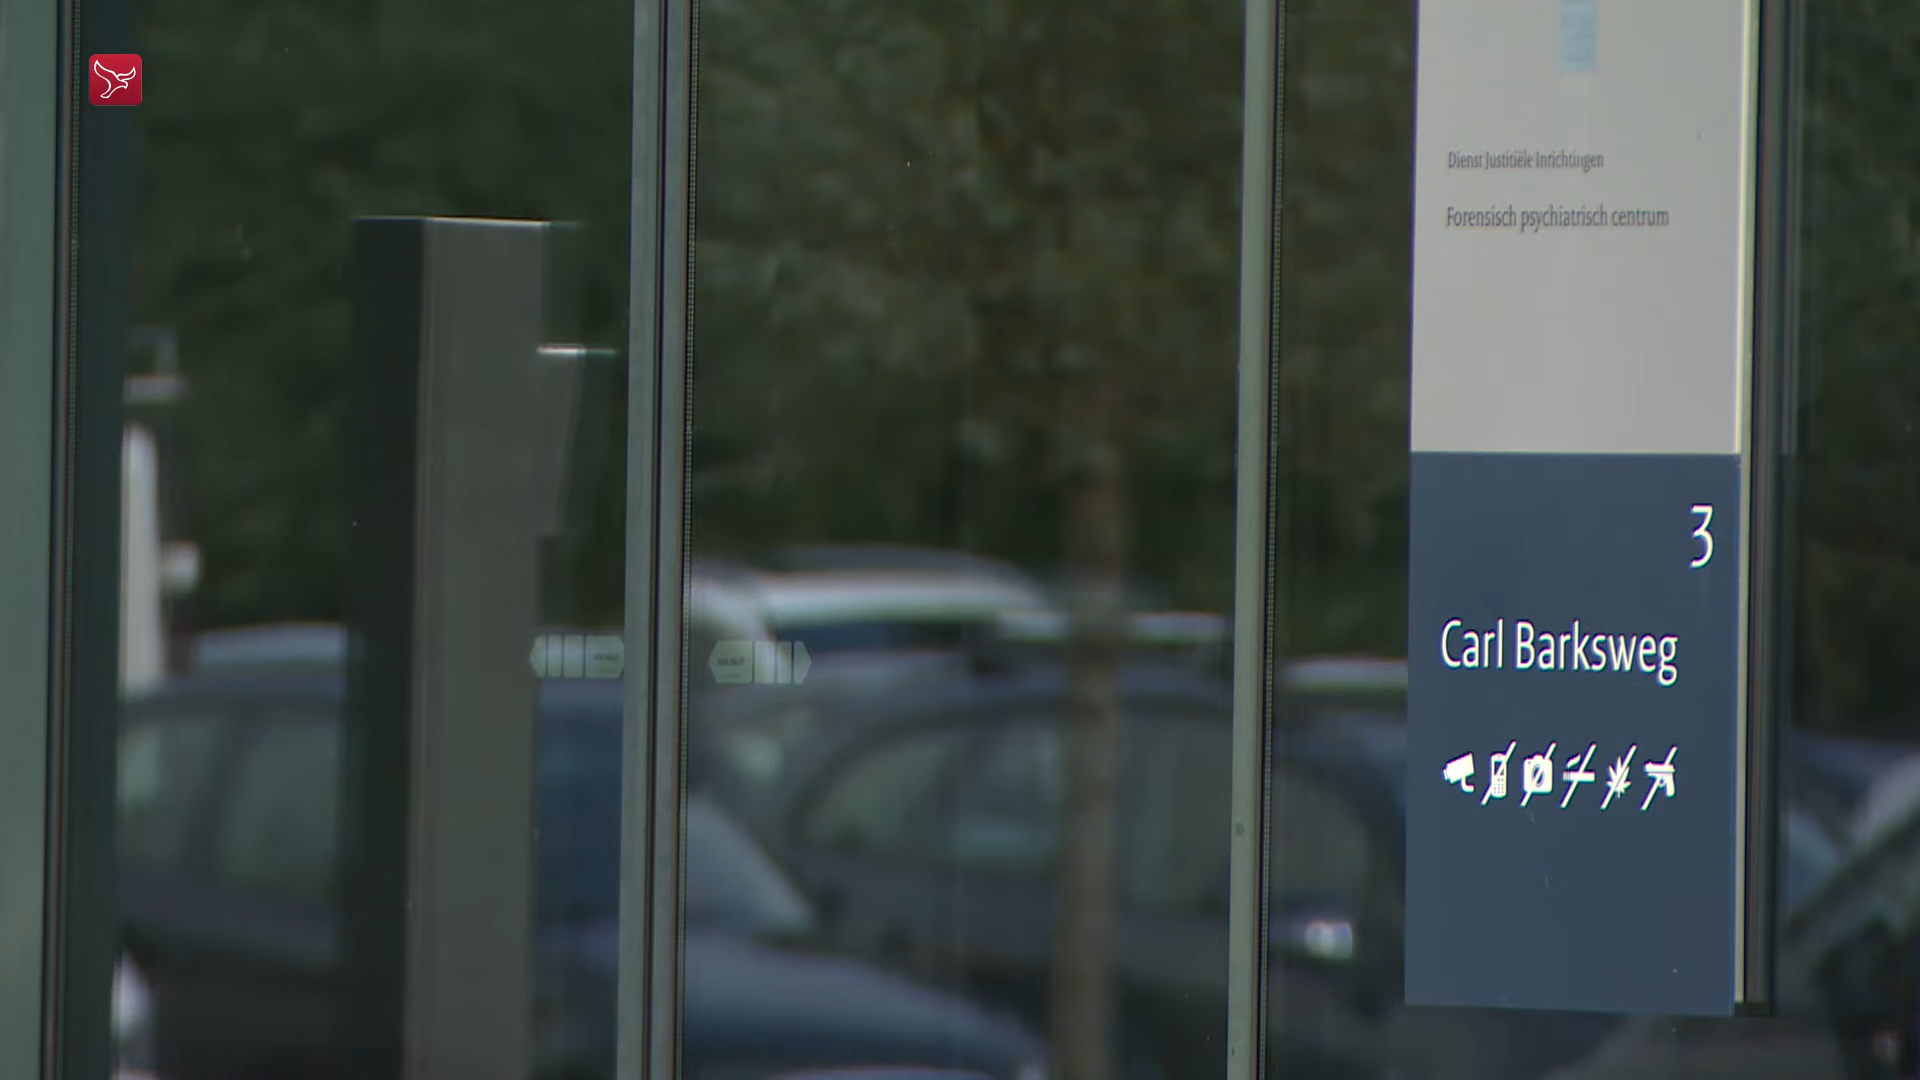 Dienst Justitiële Inrichtingen
Forensisch psychiatrisch centrum
3
Carl Barksweg